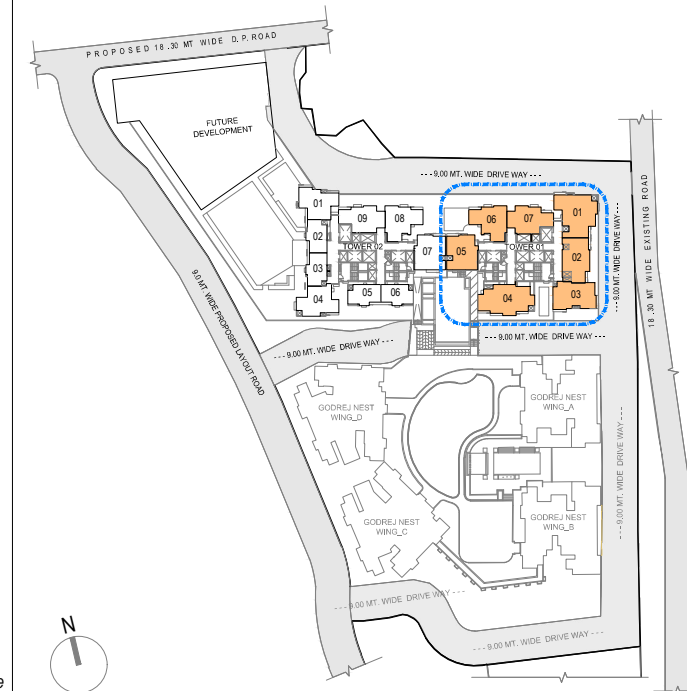 PROPOSED 18.30 MT WIDE D.P.ROAD
FUTURE
DEVELOPMENT
--- 9.00 MT. WIDE DRIVE WAY ---
01
09
08
02
TOWER 02
07
03
04
05
06
06
07
01
05
TOWER 01
02
04
03
--- 9.00 MT. WIDE DRIVE WAY ---
18.30 MT WIDE EXISTING ROAD
9.0 MT. WIDE PROPOSED LAYOUT ROAD
--- 9.00 MT. WIDE DRIVE WAY ---
--- 9.00 MT. WIDE DRIVE WAY ---
GODREJ NEST
WING_D
GODREJ NEST
WING_A
GODREJ NEST
WING_C
GODREJ NEST
WING_B
--- 9.00 MT. WIDE DRIVE WAY ---
--- 9.00 MT. WIDE DRIVE WAY ---
--- 9.00 MT. WIDE DRIVE WAY ---
N
e